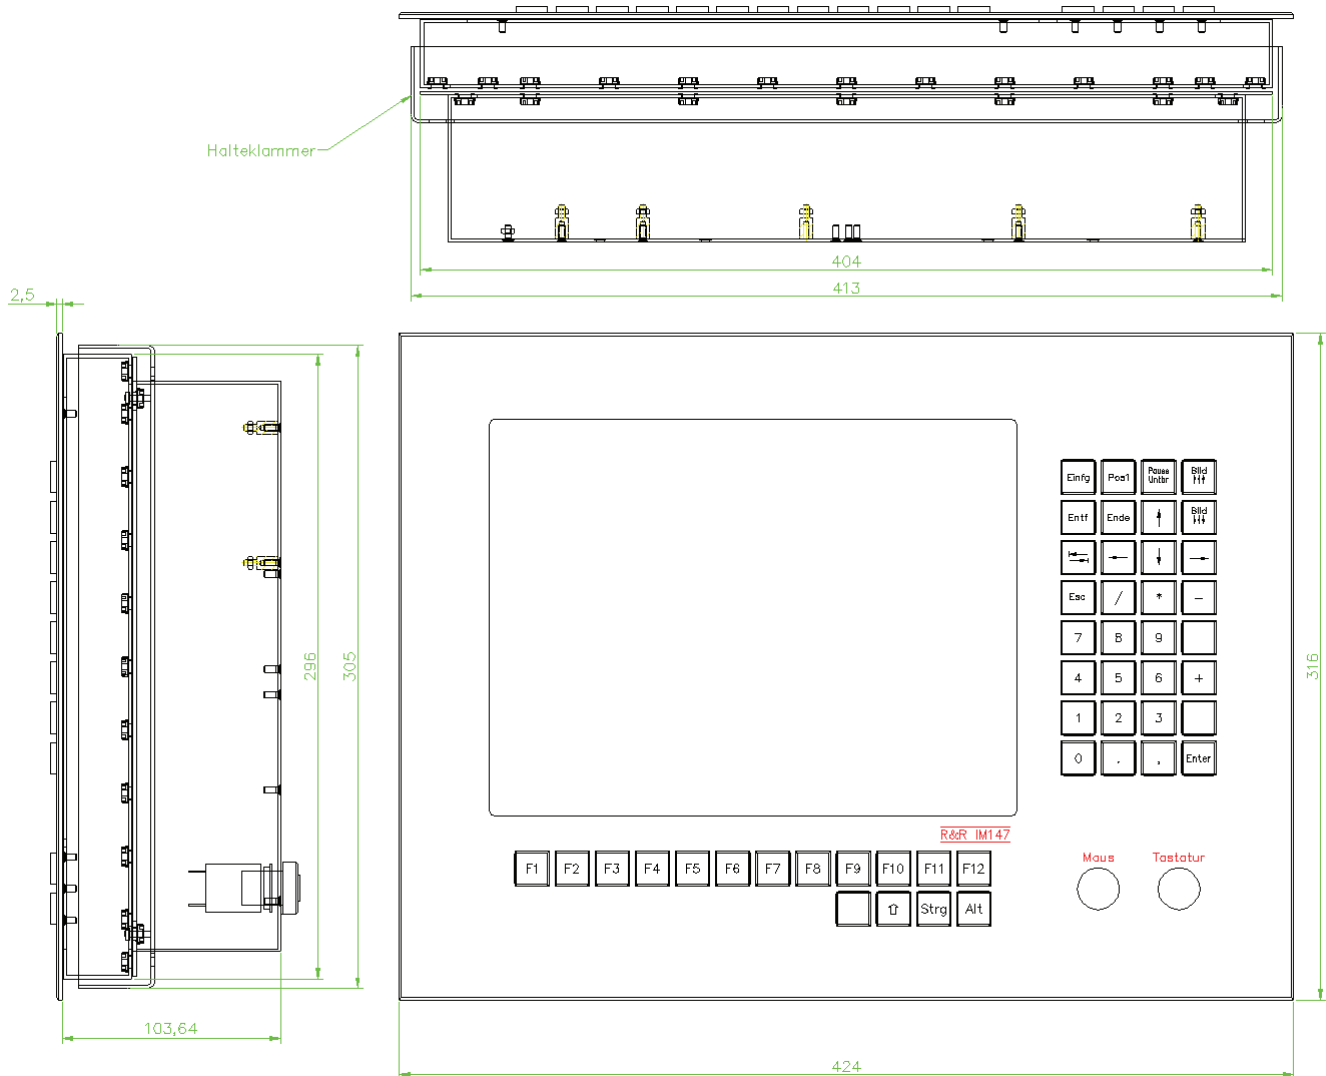 Halteklammer
404
413
2,5
296
305
316
103,64
424
Einfg Pos1 Pause Untbr Bild
Entf Ende ↑ Bild
← ↓ →
Esc / * -
7 8 9
4 5 6 +
1 2 3
0 . , Enter
R&R IM147
F1 F2 F3 F4 F5 F6 F7 F8 F9 F10 F11 F12
⇧ Strg Alt
Maus Tastatur